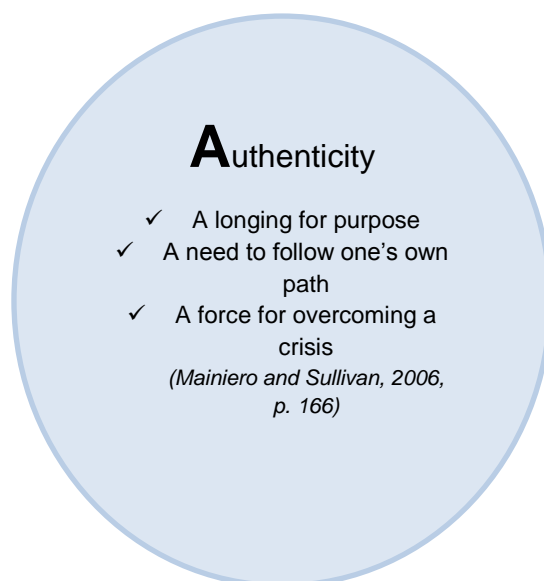 Authenticity
✓ A longing for purpose
✓ A need to follow one’s own
path
✓ A force for overcoming a
crisis
(Mainiero and Sullivan, 2006,
p. 166)